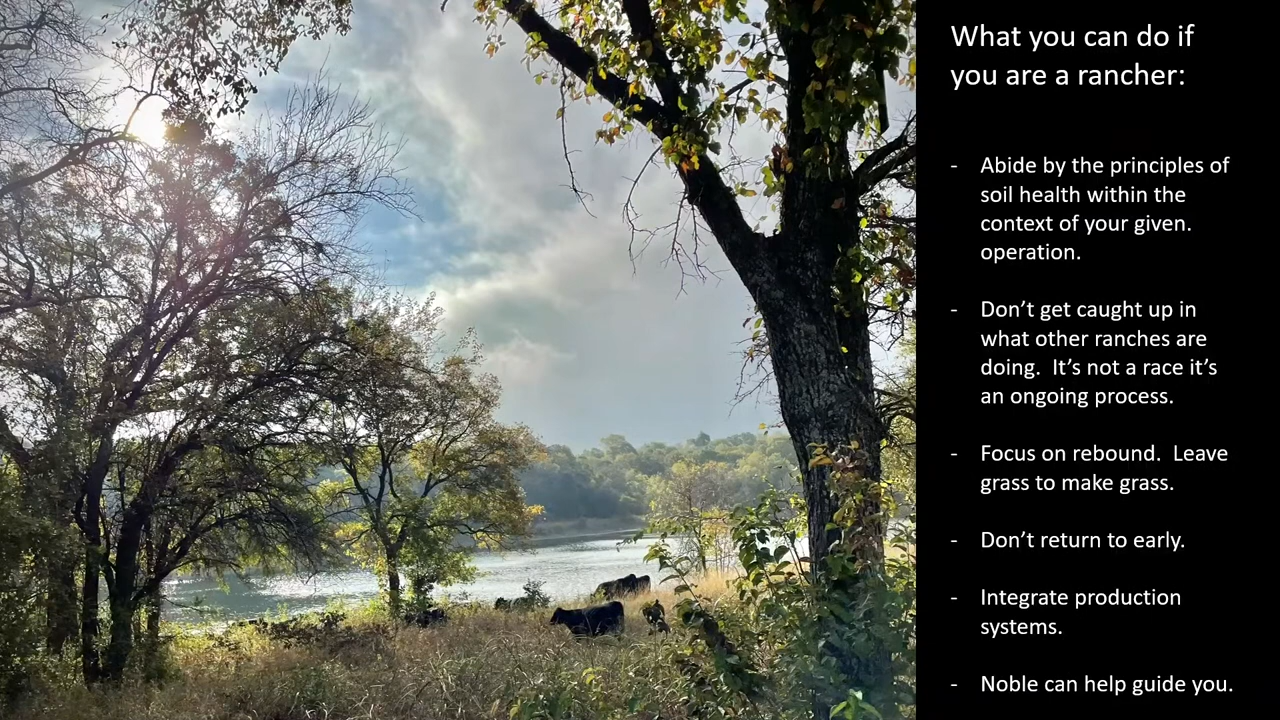 What you can do if
you are a rancher:
- Abide by the principles of
soil health within the
context of your given.
operation.
- Don’t get caught up in
what other ranches are
doing.  It’s not a race it’s
an ongoing process.
- Focus on rebound.  Leave
grass to make grass.
- Don’t return to early.
- Integrate production
systems.
- Noble can help guide you.